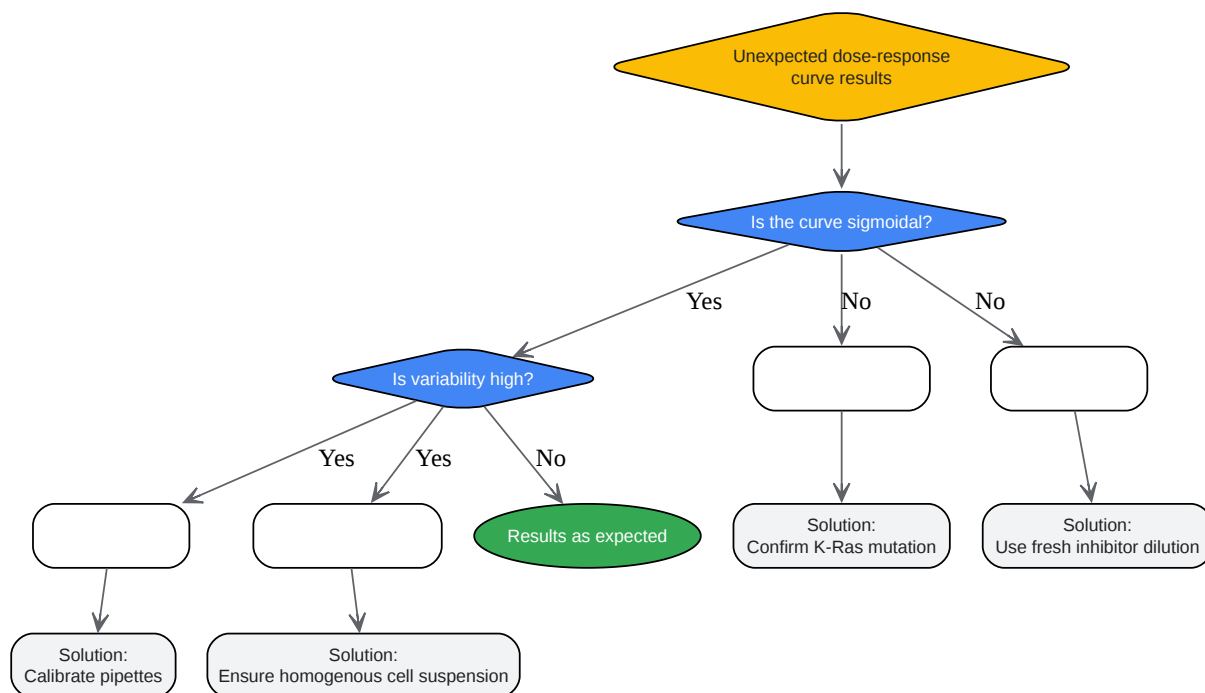 Unexpected dose-response
curve results
Is the curve sigmoidal?
Yes
No
No
Is variability high?
Yes
Yes
No
Results as expected
Solution:
Confirm K-Ras mutation
Solution:
Use fresh inhibitor dilution
Solution:
Calibrate pipettes
Solution:
Ensure homogenous cell suspension